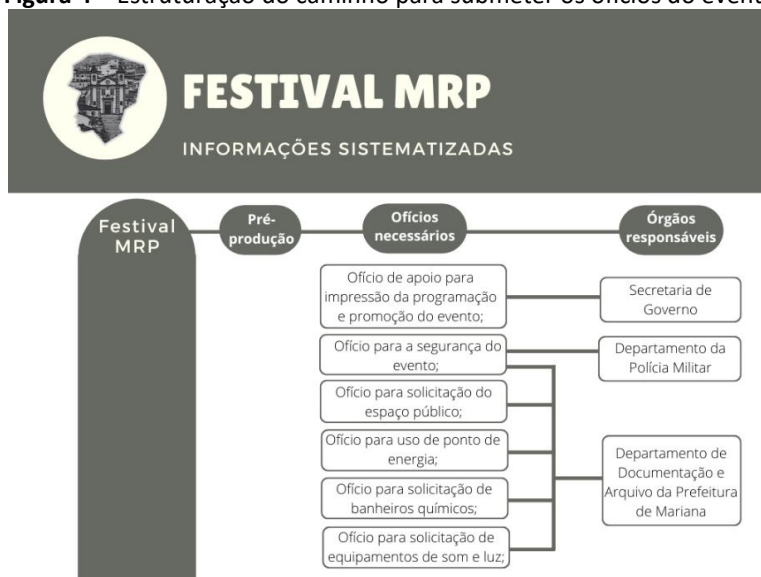 Estruturação do caminho para submeter os ofícios do
FESTIVAL MRP
INFORMAÇÕES SISTEMATIZADAS
Festival
MRP
Pré-
produção
Ofícios
necessários
Órgãos
responsáveis
Ofício de apoio para
impressão da programação
e promoção do evento;
Secretaria de
Governo
Ofício para a segurança do
evento;
Departamento da
Polícia Militar
Ofício para solicitação do
espaço público;
Ofício para uso de ponto de
energia;
Ofício para solicitação de
banheiros químicos;
Ofício para solicitação de
equipamentos de som e luz;
Departamento de
Documentação e
Arquivo da Prefeitura
de Mariana